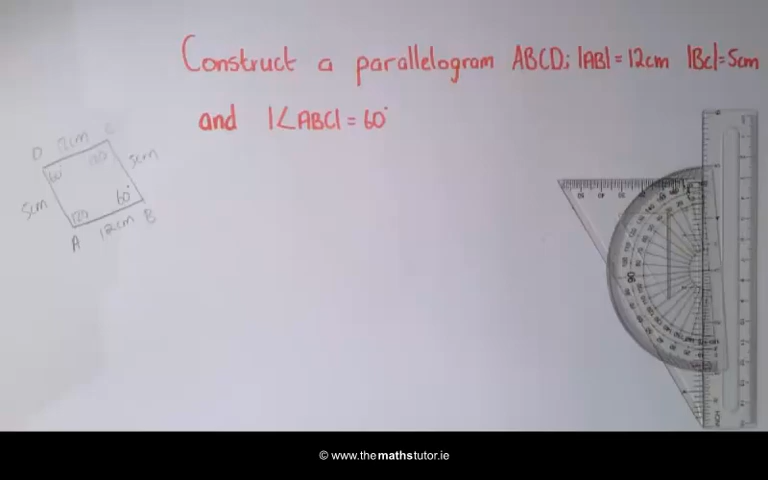 Construct a parallelogram ABCD; |AB| = 12cm |BC| = 5cm
and |∠ABC| = 60°
D 12cm C
60° 120 5cm
5cm 60°
120 B
A 12cm
© www.themathstutor.ie